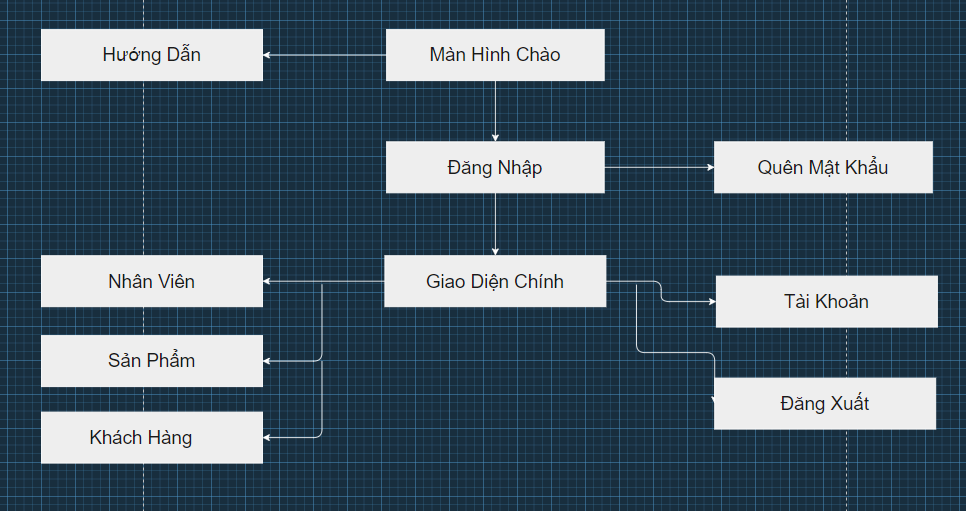 Hướng Dẫn
Màn Hình Chào
Đăng Nhập
Quên Mật Khẩu
Nhân Viên
Giao Diện Chính
Tài Khoản
Sản Phẩm
Đăng Xuất
Khách Hàng